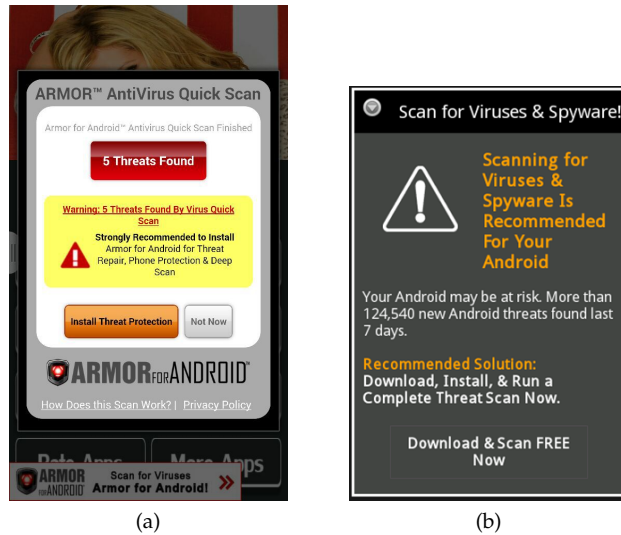 ARMOR™ AntiVirus Quick Scan
Armor for Android™ Antivirus Quick Scan Finished
5 Threats Found
Warning: 5 Threats Found By Virus Quick
Scan
Strongly Recommended to Install
Armor for Android for Threat
Repair, Phone Protection & Deep
Scan
Install Threat Protection
Not Now
ARMOR FOR ANDROID™
How Does this Scan Work? | Privacy Policy
Rate Apps
More Apps
ARMOR
FOR ANDROID
Scan for Viruses
Armor for Android!
(a)
Scan for Viruses & Spyware!
Scanning for
Viruses &
Spyware Is
Recommended
For Your
Android
Your Android may be at risk. More than
124,540 new Android threats found last
7 days.
Recommended Solution:
Download, Install, & Run a
Complete Threat Scan Now.
Download & Scan FREE
Now
(b)